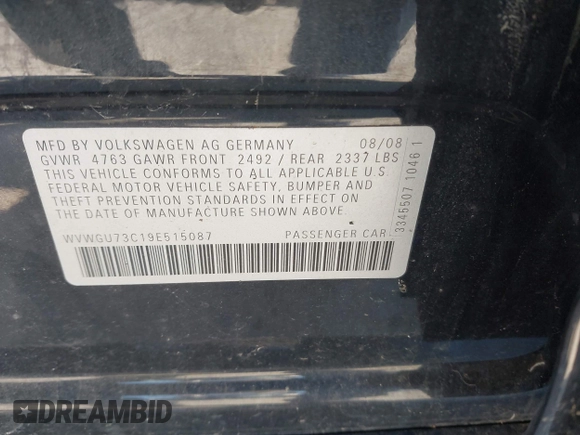 MFD BY VOLKSWAGEN AG GERMANY 08/08
GVWR 4763 GAWR FRONT 2492 / REAR 2337 LBS
THIS VEHICLE CONFORMS TO ALL APPLICABLE U.S.
FEDERAL MOTOR VEHICLE SAFETY, BUMPER AND
THEFT PREVENTION STANDARDS IN EFFECT ON
THE DATE OF MANUFACTURE SHOWN ABOVE.
WVWGU73C19E515087 PASSENGER CAR
3345507 1046 1
DREAMBID